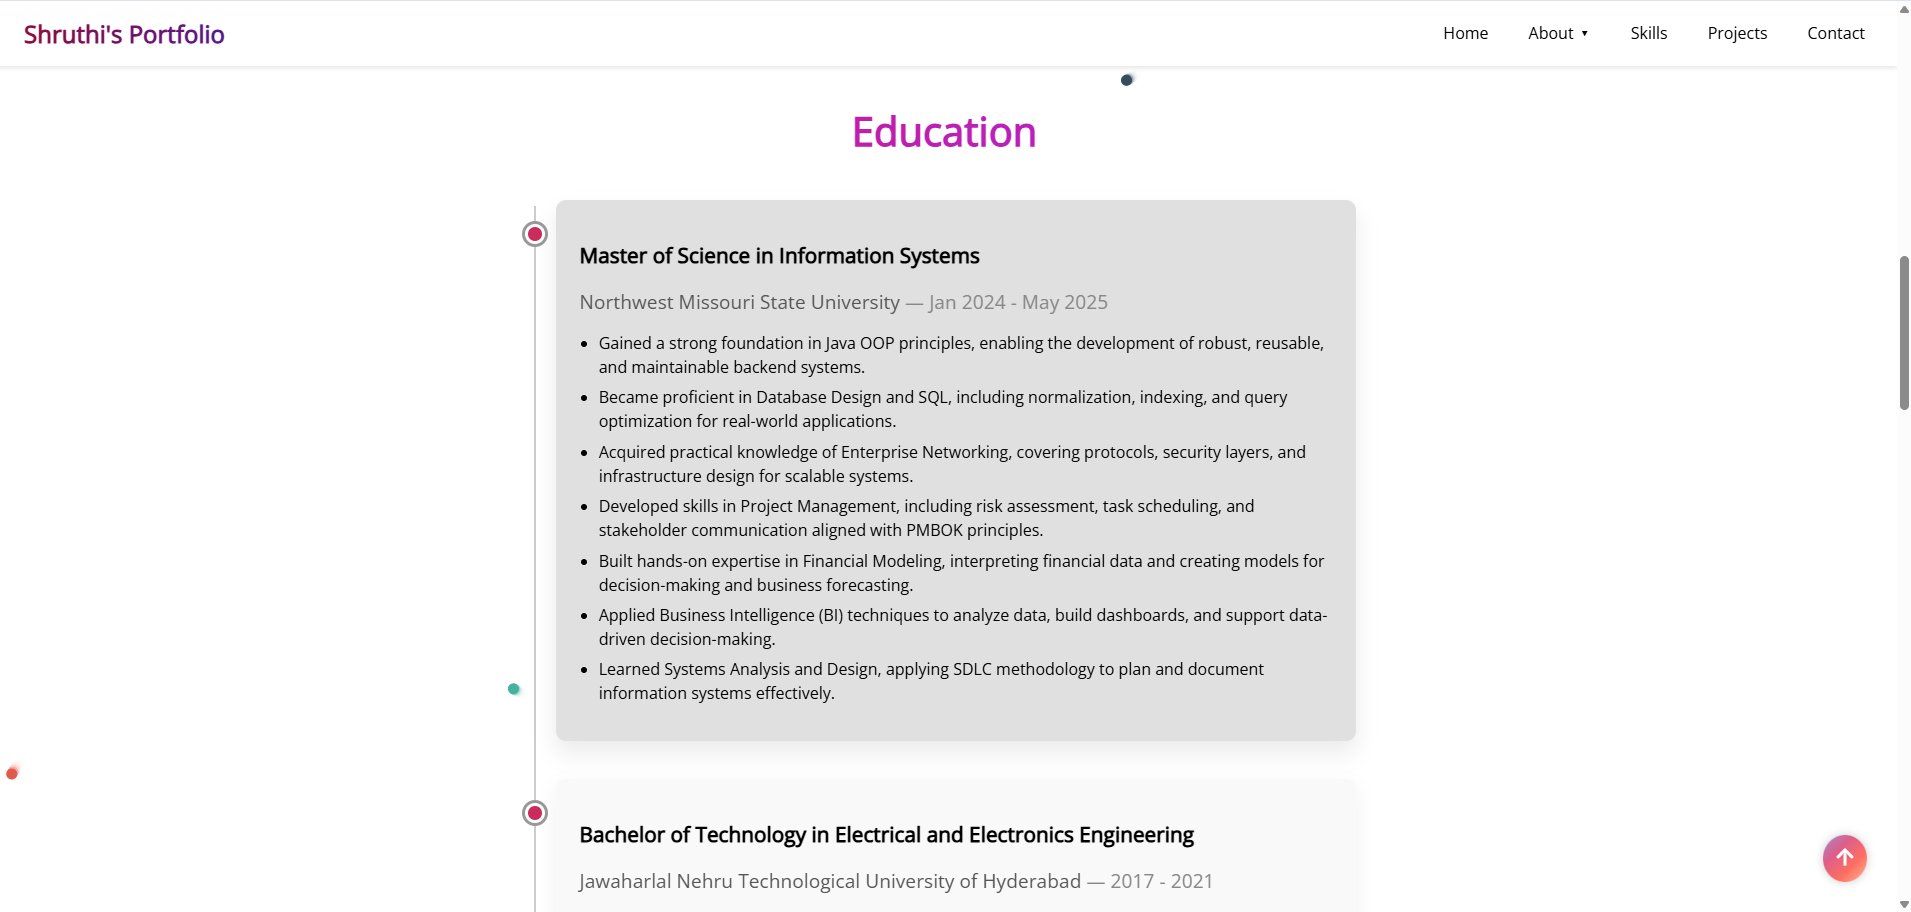 Shruthi's Portfolio
Home
About ▼
Skills
Projects
Contact
Education
Master of Science in Information Systems
Northwest Missouri State University — Jan 2024 - May 2025
• Gained a strong foundation in Java OOP principles, enabling the development of robust, reusable,
and maintainable backend systems.
• Became proficient in Database Design and SQL, including normalization, indexing, and query
optimization for real-world applications.
• Acquired practical knowledge of Enterprise Networking, covering protocols, security layers, and
infrastructure design for scalable systems.
• Developed skills in Project Management, including risk assessment, task scheduling, and
stakeholder communication aligned with PMBOK principles.
• Built hands-on expertise in Financial Modeling, interpreting financial data and creating models for
decision-making and business forecasting.
• Applied Business Intelligence (BI) techniques to analyze data, build dashboards, and support data-
driven decision-making.
• Learned Systems Analysis and Design, applying SDLC methodology to plan and document
information systems effectively.
Bachelor of Technology in Electrical and Electronics Engineering
Jawaharlal Nehru Technological University of Hyderabad — 2017 - 2021